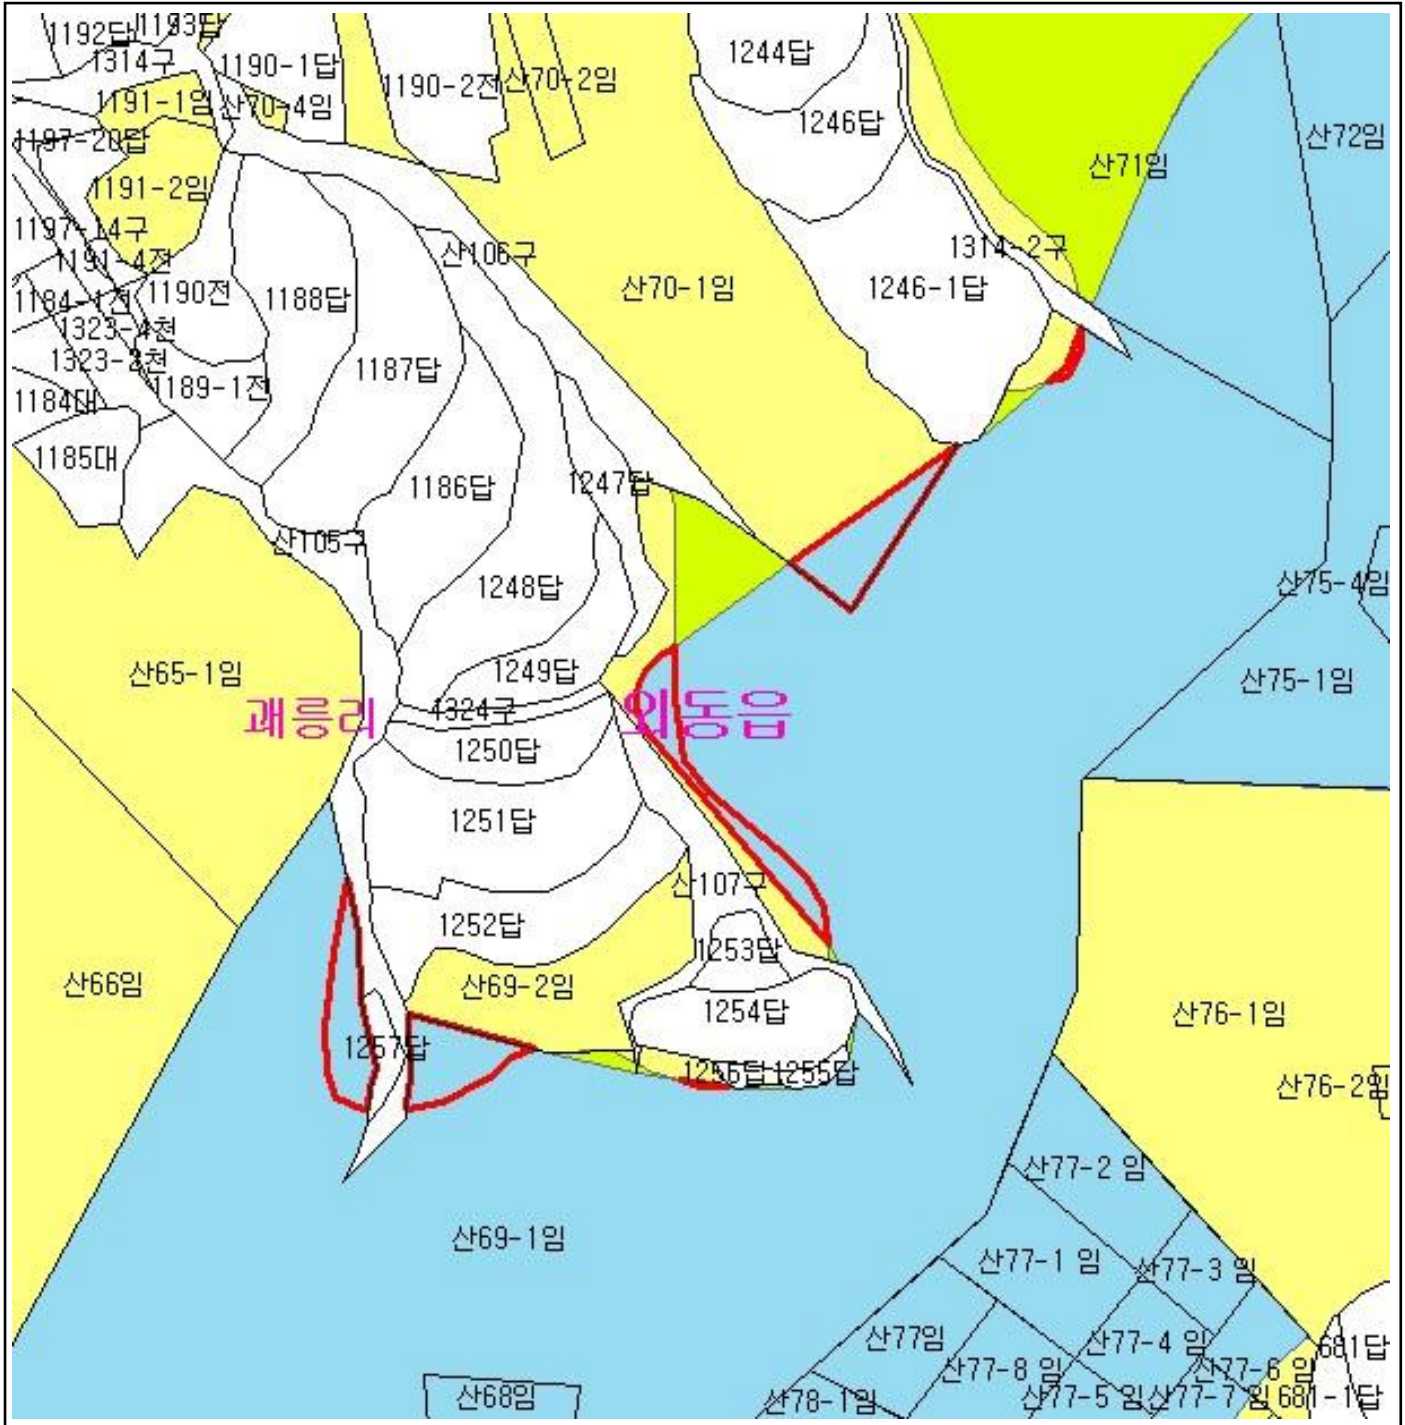 1192답
1193답
1314구
1190-1답
1190-2전
산70-2임
1244답
1191-1임
산70-4임
1246답
산72임
1197-20답
산71임
1191-2임
1197-14구
산106구
1314-2구
1191-4전
1184-1전
1190전
1188답
산70-1임
1246-1답
1323-4천
1323-2천
1189-1전
1187답
1184대
1185대
1186답
1247답
산105구
1248답
산75-4임
산65-1임
1249답
산75-1임
괘릉리
1324구
외동읍
1250답
1251답
산107구
1252답
1253답
산66임
산69-2임
1254답
산76-1임
1257답
1256답
1255답
산76-2임
산77-2 임
산69-1임
산77-1 임
산77-3 임
산77임
산77-4 임
681답
산77-8 임
산77-6 임
산68임
산78-1임
산77-5 임
산77-7 임
681-1답